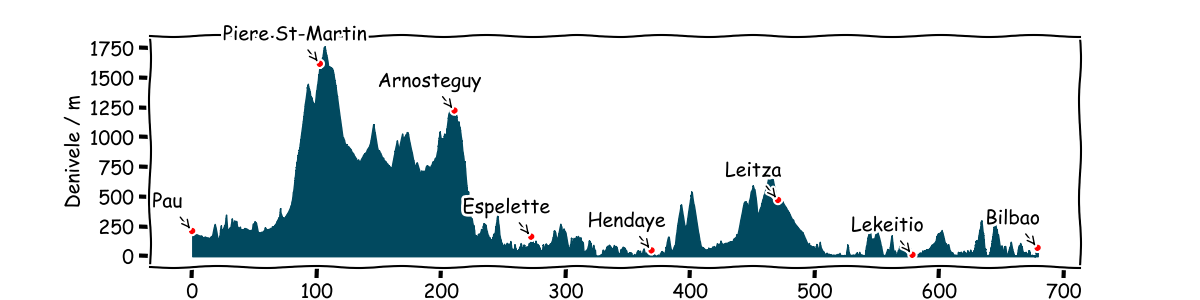 Piere.St-Martin
1750
1500
Arnosteguy
1250
1000
Denivele / m
750
Leitza
500
Pau
Espelette
Hendaye
Lekeitio
Bilbao
250
0
0 100 200 300 400 500 600 700